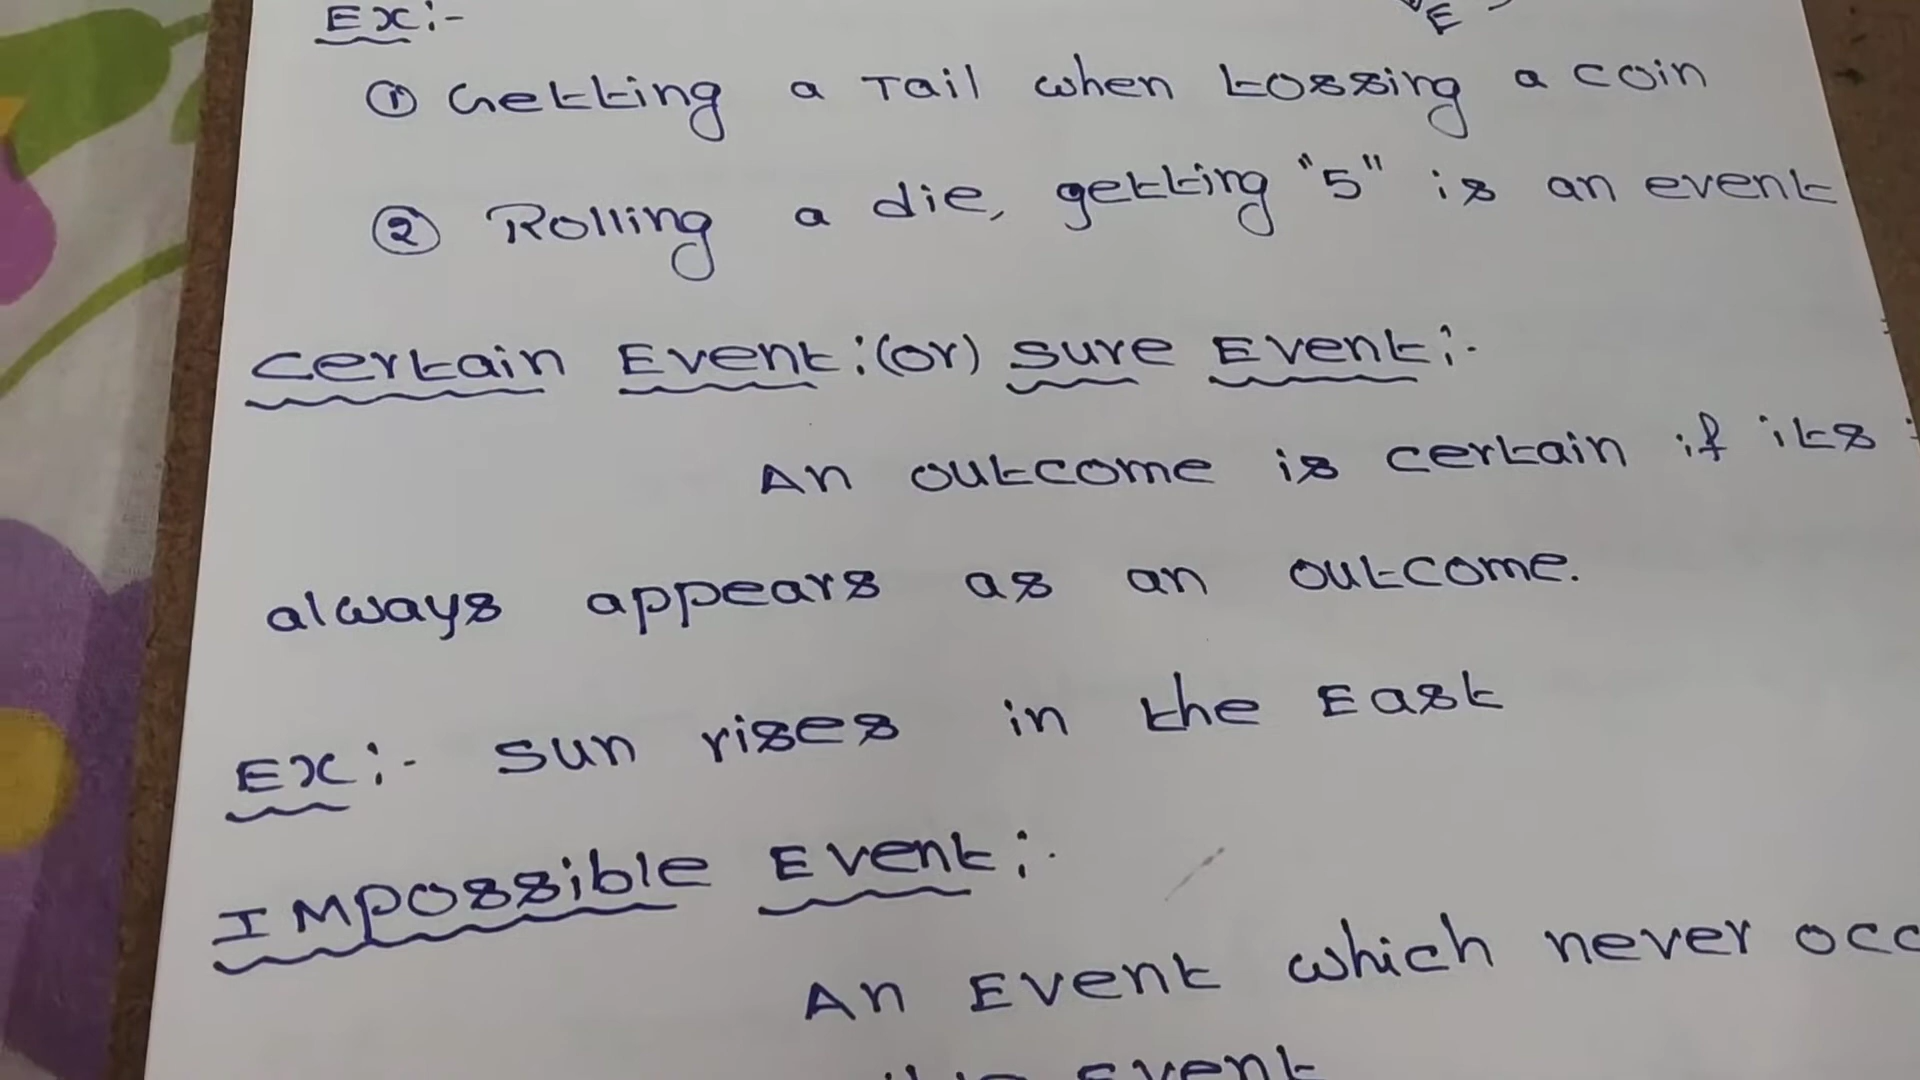 Ex:-
E
① Getting a Tail when tossing a coin
② Rolling a die, getting "5" is an event
Certain Event:(or) Sure Event:-
An outcome is certain if its
always appears as an outcome.
Ex:- Sun rises in the East
Impossible Event:-
An Event which never occ
Event